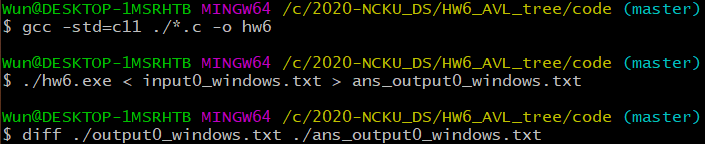 Wun@DESKTOP-1MSRHTB MINGW64 /c/2020-NCKU_DS/HW6_AVL_tree/code (master)
$ gcc -std=c11 ./*.c -o hw6
Wun@DESKTOP-1MSRHTB MINGW64 /c/2020-NCKU_DS/HW6_AVL_tree/code (master)
$ ./hw6.exe < input0_windows.txt > ans_output0_windows.txt
Wun@DESKTOP-1MSRHTB MINGW64 /c/2020-NCKU_DS/HW6_AVL_tree/code (master)
$ diff ./output0_windows.txt ./ans_output0_windows.txt